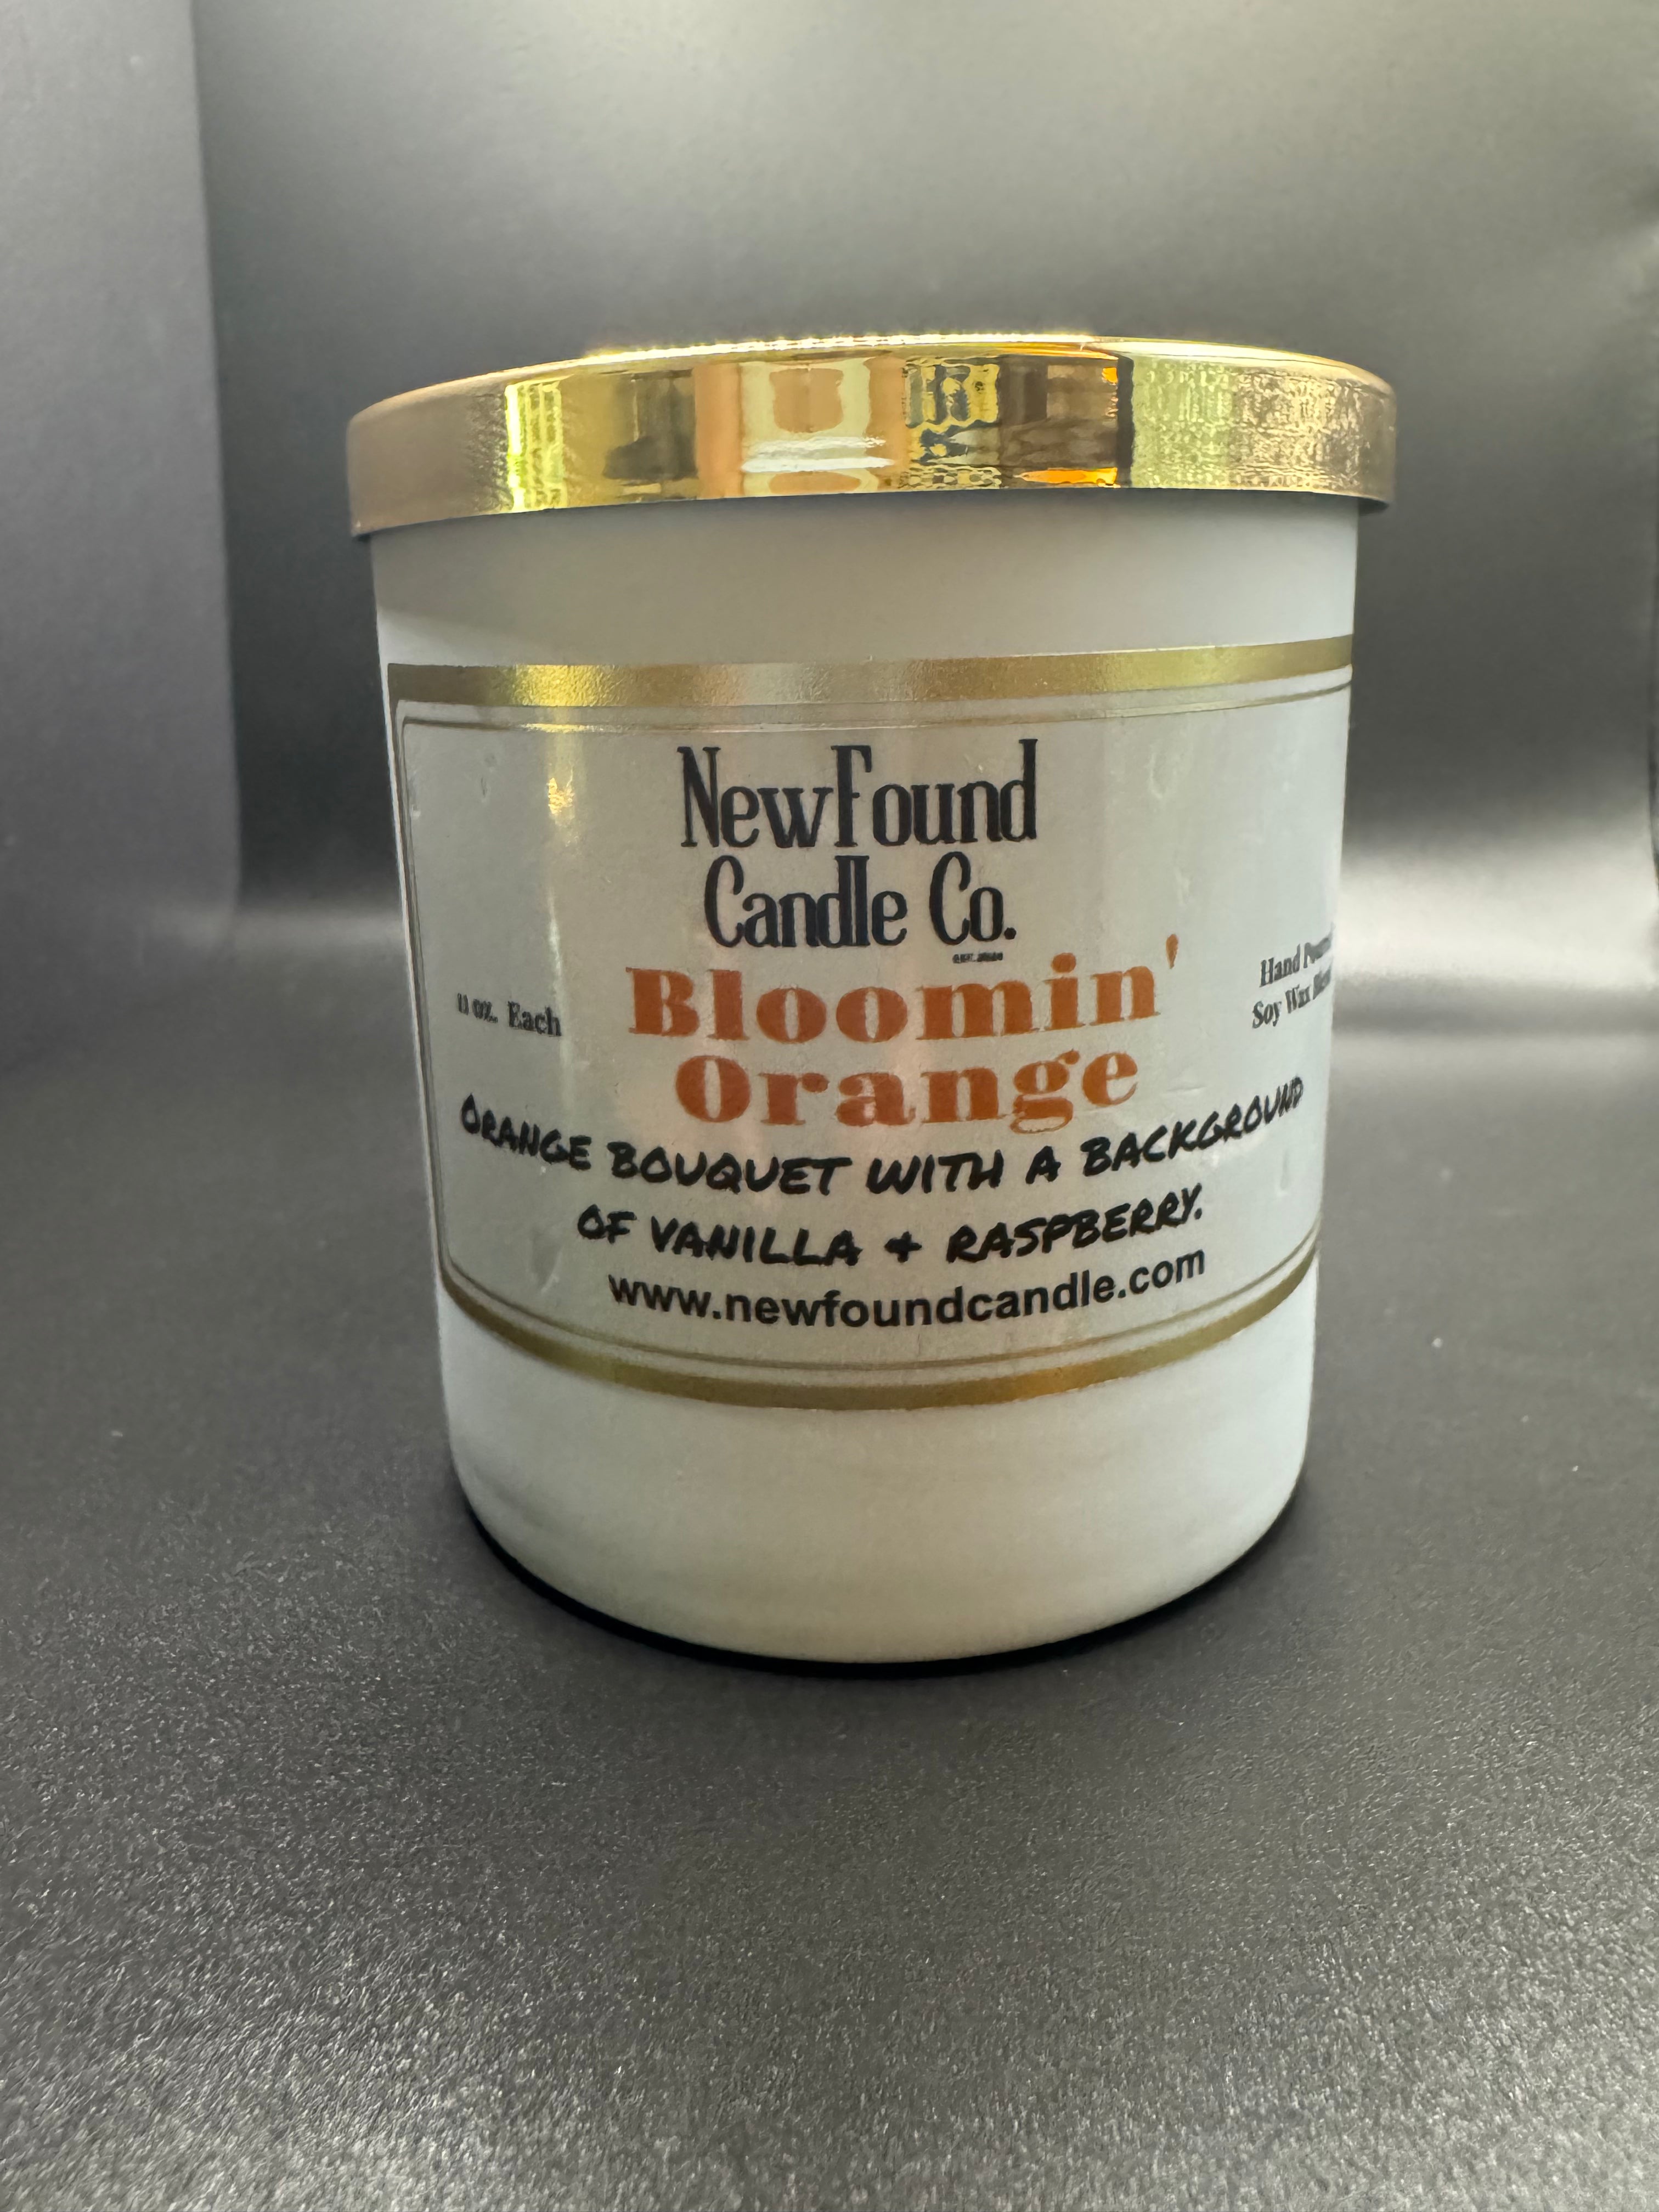 NewFound
Candle Co.
Bloomin'
Orange
11 oz. Each
Hand Poured
Soy Wax Blend
ORANGE BOUQUET WITH A BACKGROUND
OF VANILLA + RASPBERRY.
www.newfoundcandle.com